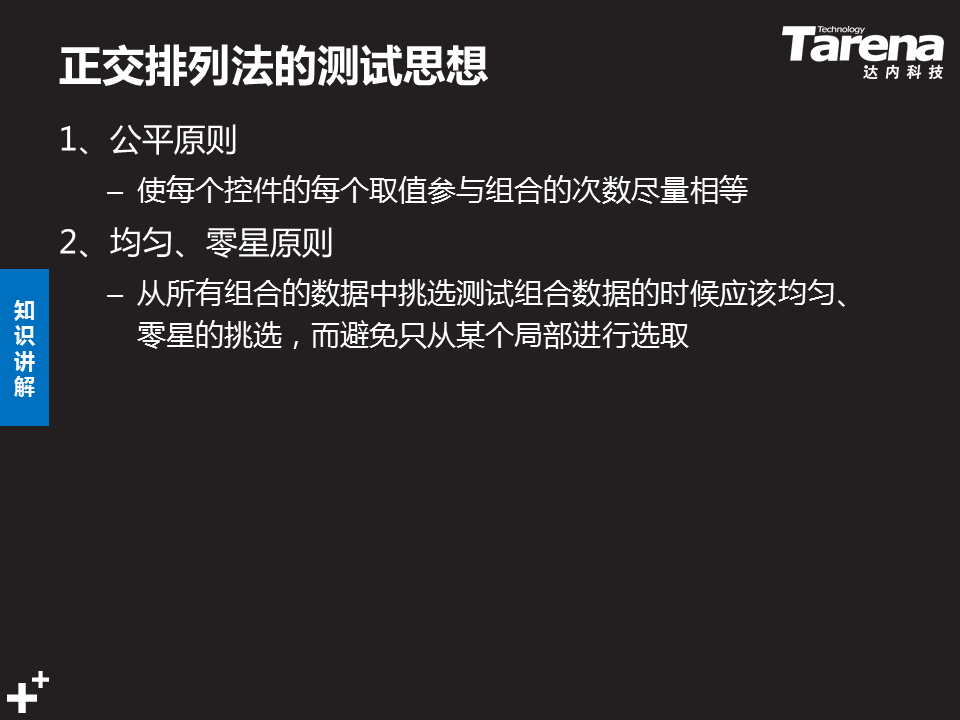 正交排列法的测试思想
Technology
Tarena
达内科技
1、公平原则
– 使每个控件的每个取值参与组合的次数尽量相等
2、均匀、零星原则
– 从所有组合的数据中挑选测试组合数据的时候应该均匀、
零星的挑选，而避免只从某个局部进行选取
知
识
讲
解